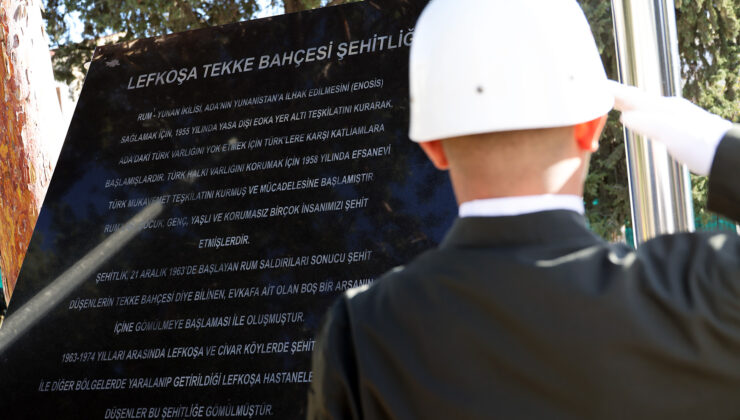 LEFKOŞA TEKKE BAHÇESİ ŞEHİTLİĞ
RUM - YUNAN İKİLİSİ, ADA'NIN YUNANİSTAN'A İLHAK EDİLMESİNİ (ENOSİS)
SAĞLAMAK İÇİN, 1955 YILINDA YASA DIŞI EOKA YER ALTI TEŞKİLATINI KURARAK,
ADA'DAKİ TÜRK VARLIĞINI YOK ETMEK İÇİN TÜRK'LERE KARŞI KATLİAMLARA
BAŞLAMIŞLARDIR. TÜRK HALKI VARLIĞINI KORUMAK İÇİN 1958 YILINDA EFSANEVİ
TÜRK MUKAVEMET TEŞKİLATINI KURMUŞ VE MÜCADELESİNE BAŞLAMIŞTIR.
GENÇ, YAŞLI VE KORUMASIZ BİRÇOK İNSANIMIZI ŞEHİT
ETMİŞLERDİR.
ŞEHİTLİK, 21 ARALIK 1963'DE BAŞLAYAN RUM SALDIRILARI SONUCU ŞEHİT
DÜŞENLERİN TEKKE BAHÇESİ DİYE BİLİNEN, EVKAFA AİT OLAN BOŞ BİR ARSANIN
İÇİNE GÖMÜLMEYE BAŞLAMASI İLE OLUŞMUŞTUR.
1963-1974 YILLARI ARASINDA LEFKOŞA VE CİVAR KÖYLERDE ŞEHİT
İLE DİĞER BÖLGELERDE YARALANIP GETİRİLDİĞİ LEFKOŞA HASTANE
DÜŞENLER BU ŞEHİTLİĞE GÖMÜLMÜŞTÜR.